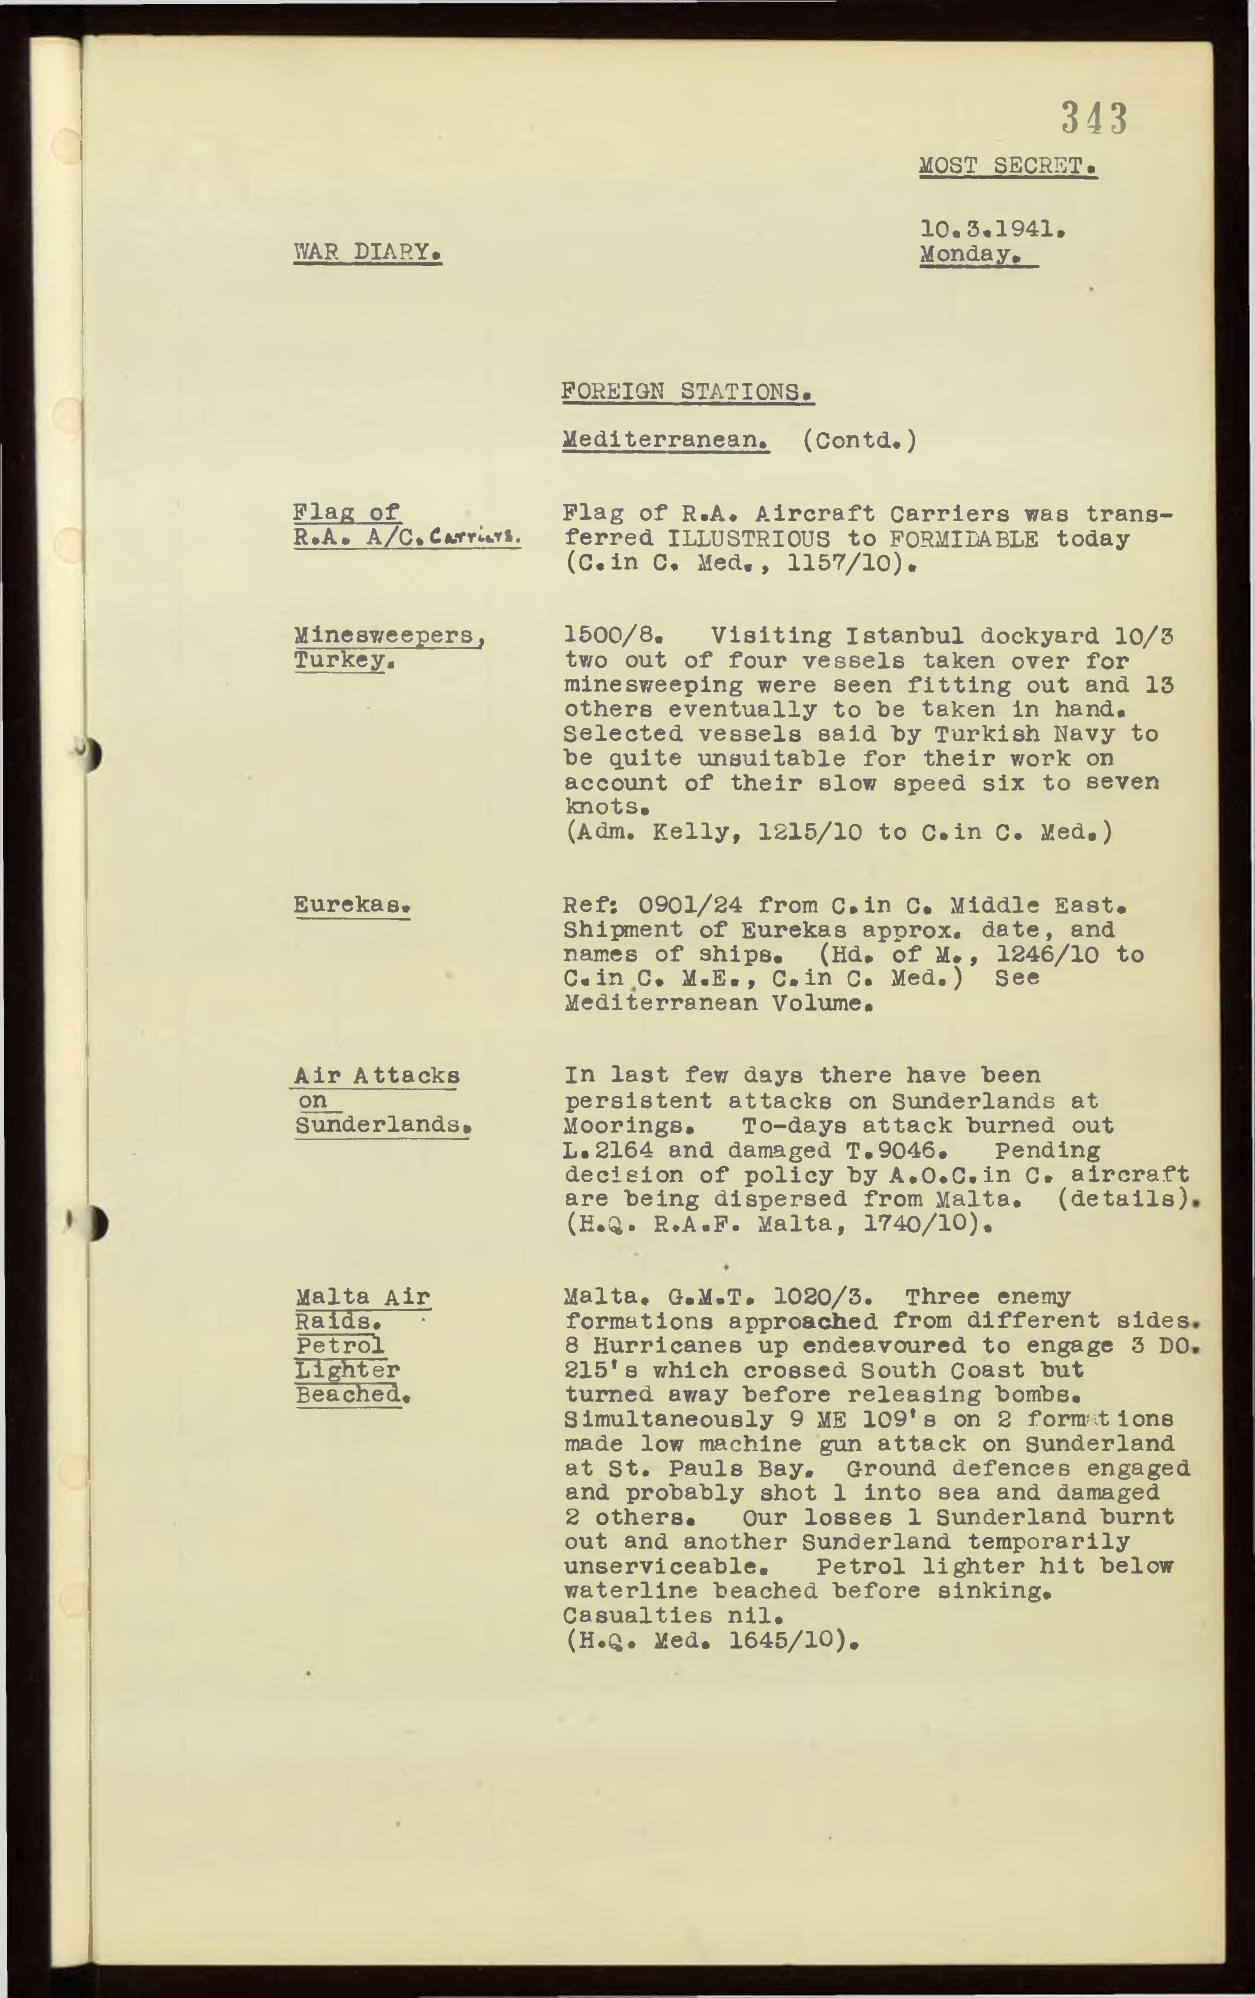 343
MOST SECRET.
10.3.1941.
WAR DIARY.
Monday.
FOREIGN STATIONS.
Mediterranean. (Contd.)
Flag of
R.A. A/C. Carriers.
Flag of R.A. Aircraft Carriers was trans-
ferred ILLUSTRIOUS to FORMIDABLE today
(C.in C. Med., 1157/10).
Minesweepers,
Turkey.
1500/8. Visiting Istanbul dockyard 10/3
two out of four vessels taken over for
minesweeping were seen fitting out and 13
others eventually to be taken in hand.
Selected vessels said by Turkish Navy to
be quite unsuitable for their work on
account of their slow speed six to seven
knots.
(Adm. Kelly, 1215/10 to C.in C. Med.)
Eurekas.
Ref: 0901/24 from C.in C. Middle East.
Shipment of Eurekas approx. date, and
names of ships. (Hd. of M., 1246/10 to
C.in C. M.E., C.in C. Med.) See
Mediterranean Volume.
Air Attacks
on
Sunderlands.
In last few days there have been
persistent attacks on Sunderlands at
Moorings. To-days attack burned out
L.2164 and damaged T.9046. Pending
decision of policy by A.O.C.in C. aircraft
are being dispersed from Malta. (details).
(H.Q. R.A.F. Malta, 1740/10).
Malta Air
Raids.
Petrol
Lighter
Beached.
Malta. G.M.T. 1020/3. Three enemy
formations approached from different sides.
8 Hurricanes up endeavoured to engage 3 DO.
215's which crossed South Coast but
turned away before releasing bombs.
Simultaneously 9 ME 109's on 2 formations
made low machine gun attack on Sunderland
at St. Pauls Bay. Ground defences engaged
and probably shot 1 into sea and damaged
2 others. Our losses 1 Sunderland burnt
out and another Sunderland temporarily
unserviceable. Petrol lighter hit below
waterline beached before sinking.
Casualties nil.
(H.Q. Med. 1645/10).